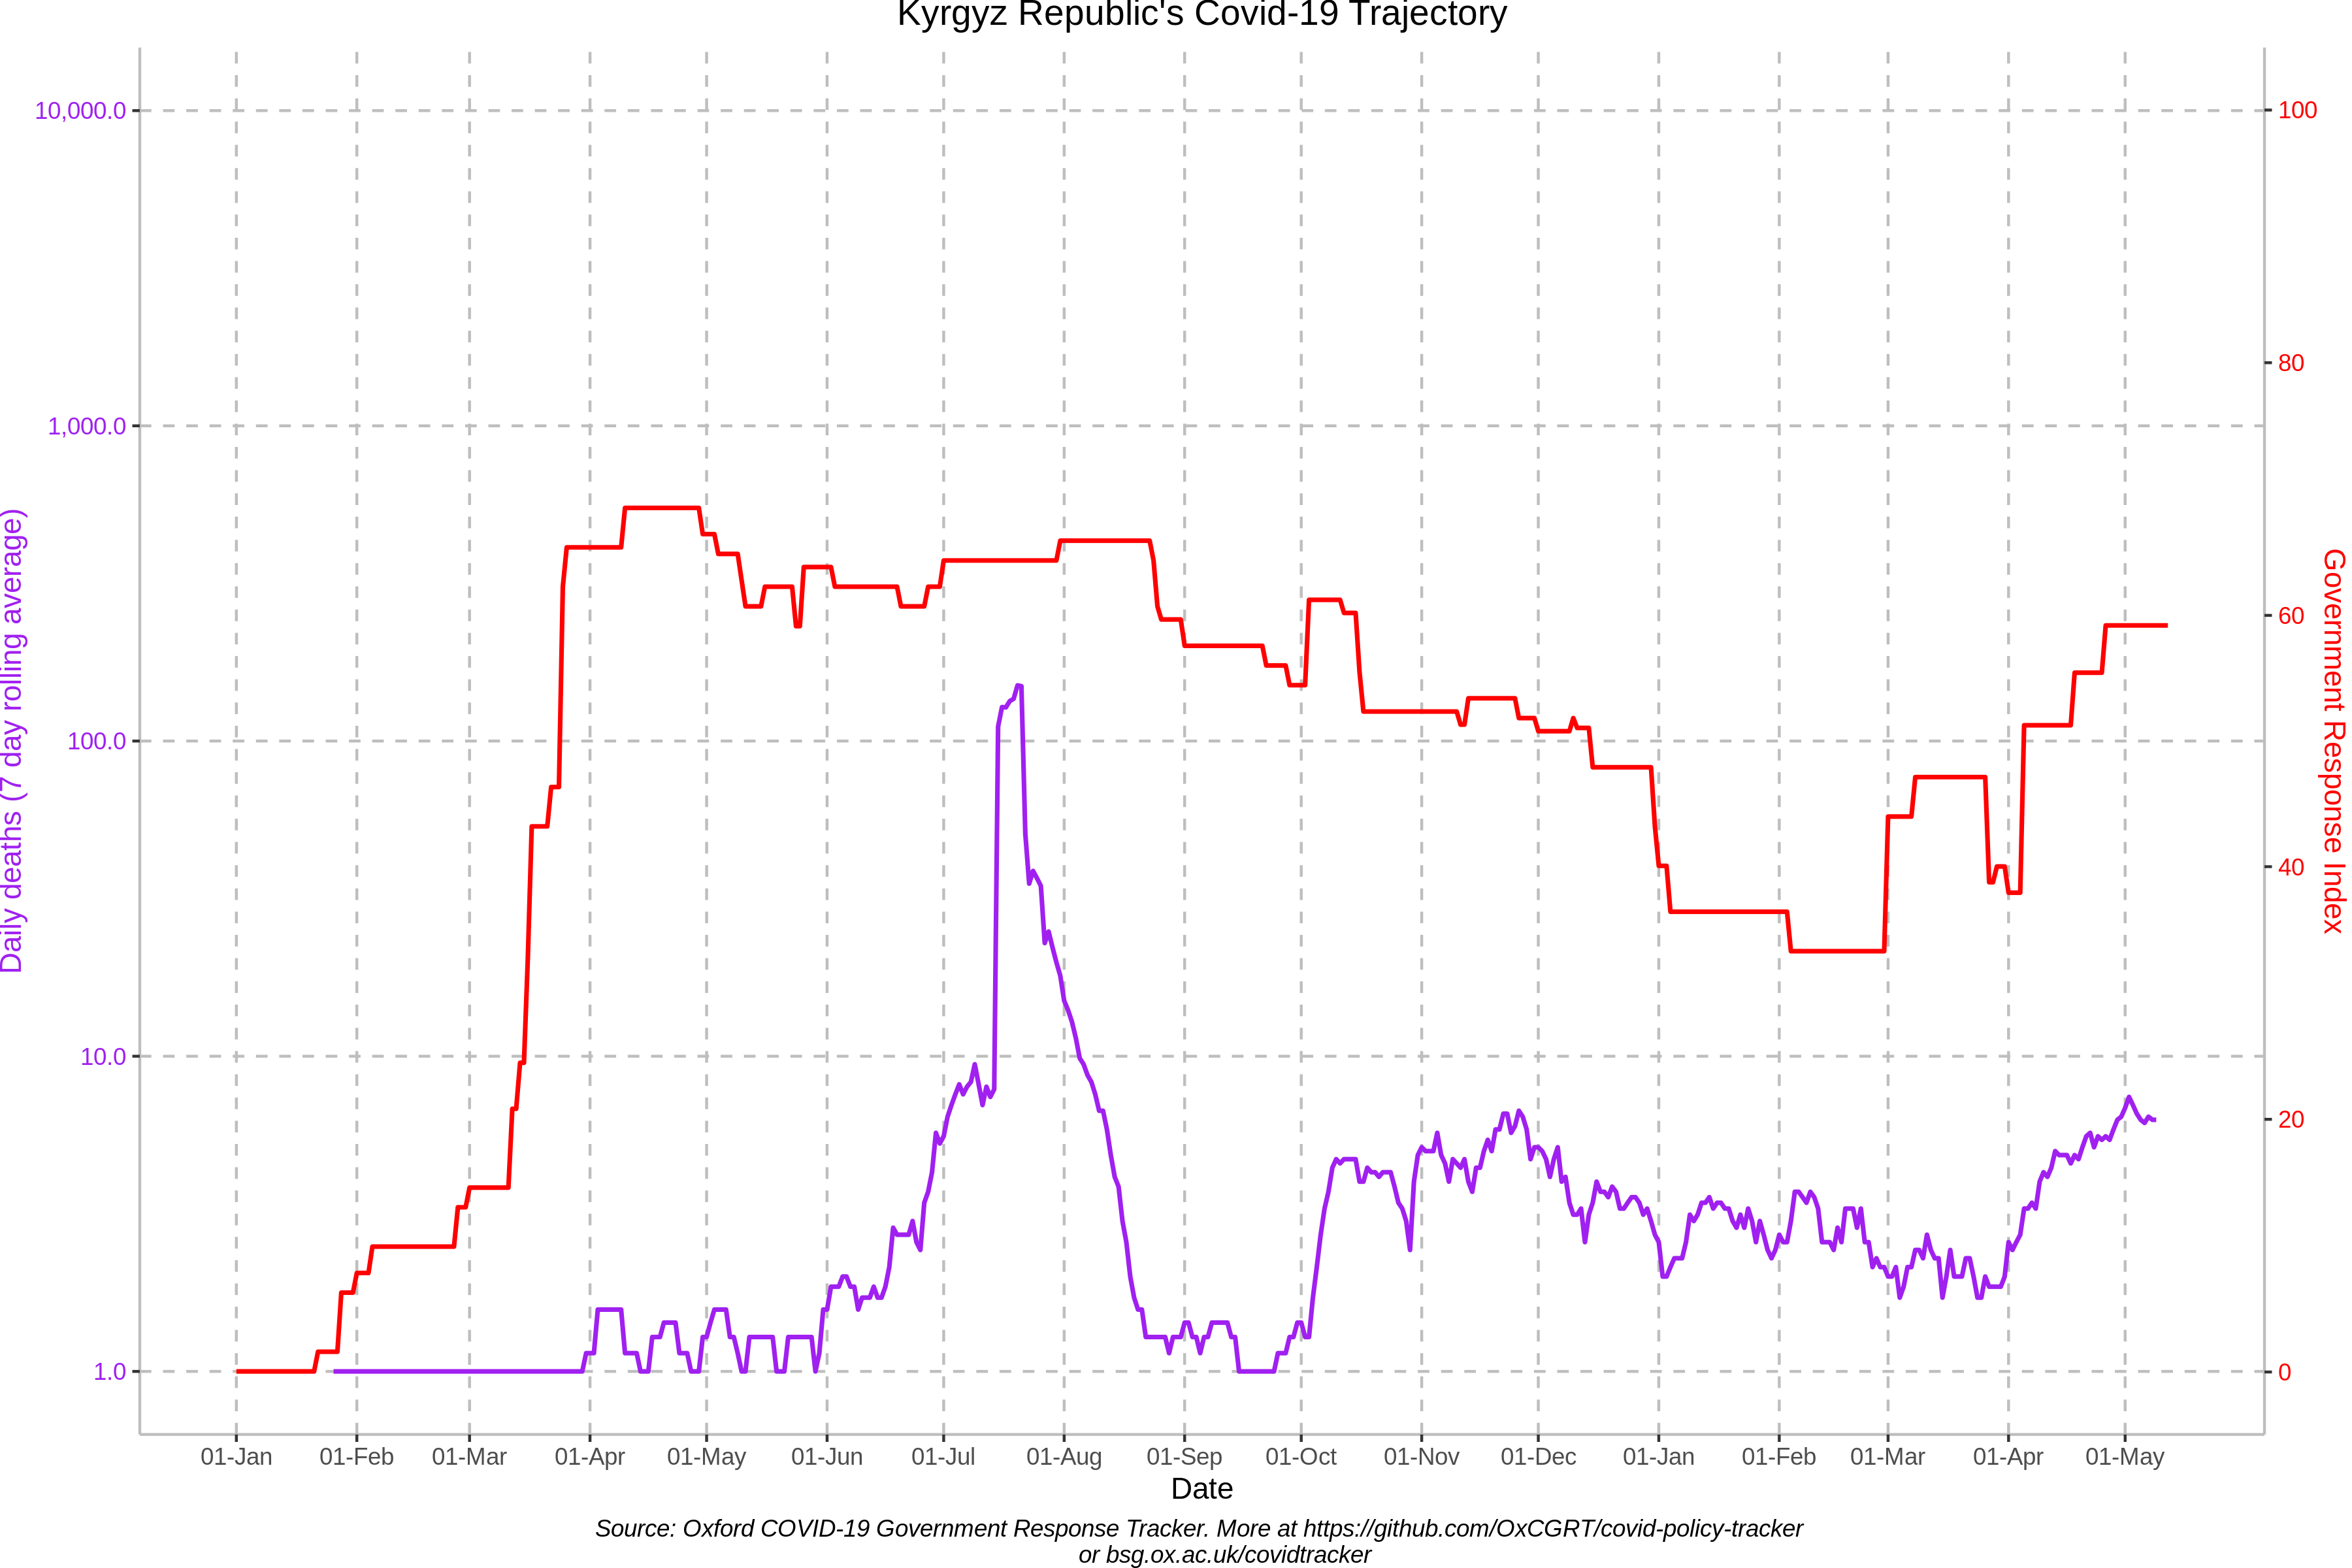 Kyrgyz Republic's Covid-19 Trajectory
10,000.0
1,000.0
100.0
10.0
1.0
Daily deaths (7 day rolling average)
100
80
60
40
20
0
Government Response Index
01-Jan 01-Feb 01-Mar 01-Apr 01-May 01-Jun 01-Jul 01-Aug 01-Sep 01-Oct 01-Nov 01-Dec 01-Jan 01-Feb 01-Mar 01-Apr 01-May
Date
Source: Oxford COVID-19 Government Response Tracker. More at https://github.com/OxCGRT/covid-policy-tracker
or bsg.ox.ac.uk/covidtracker